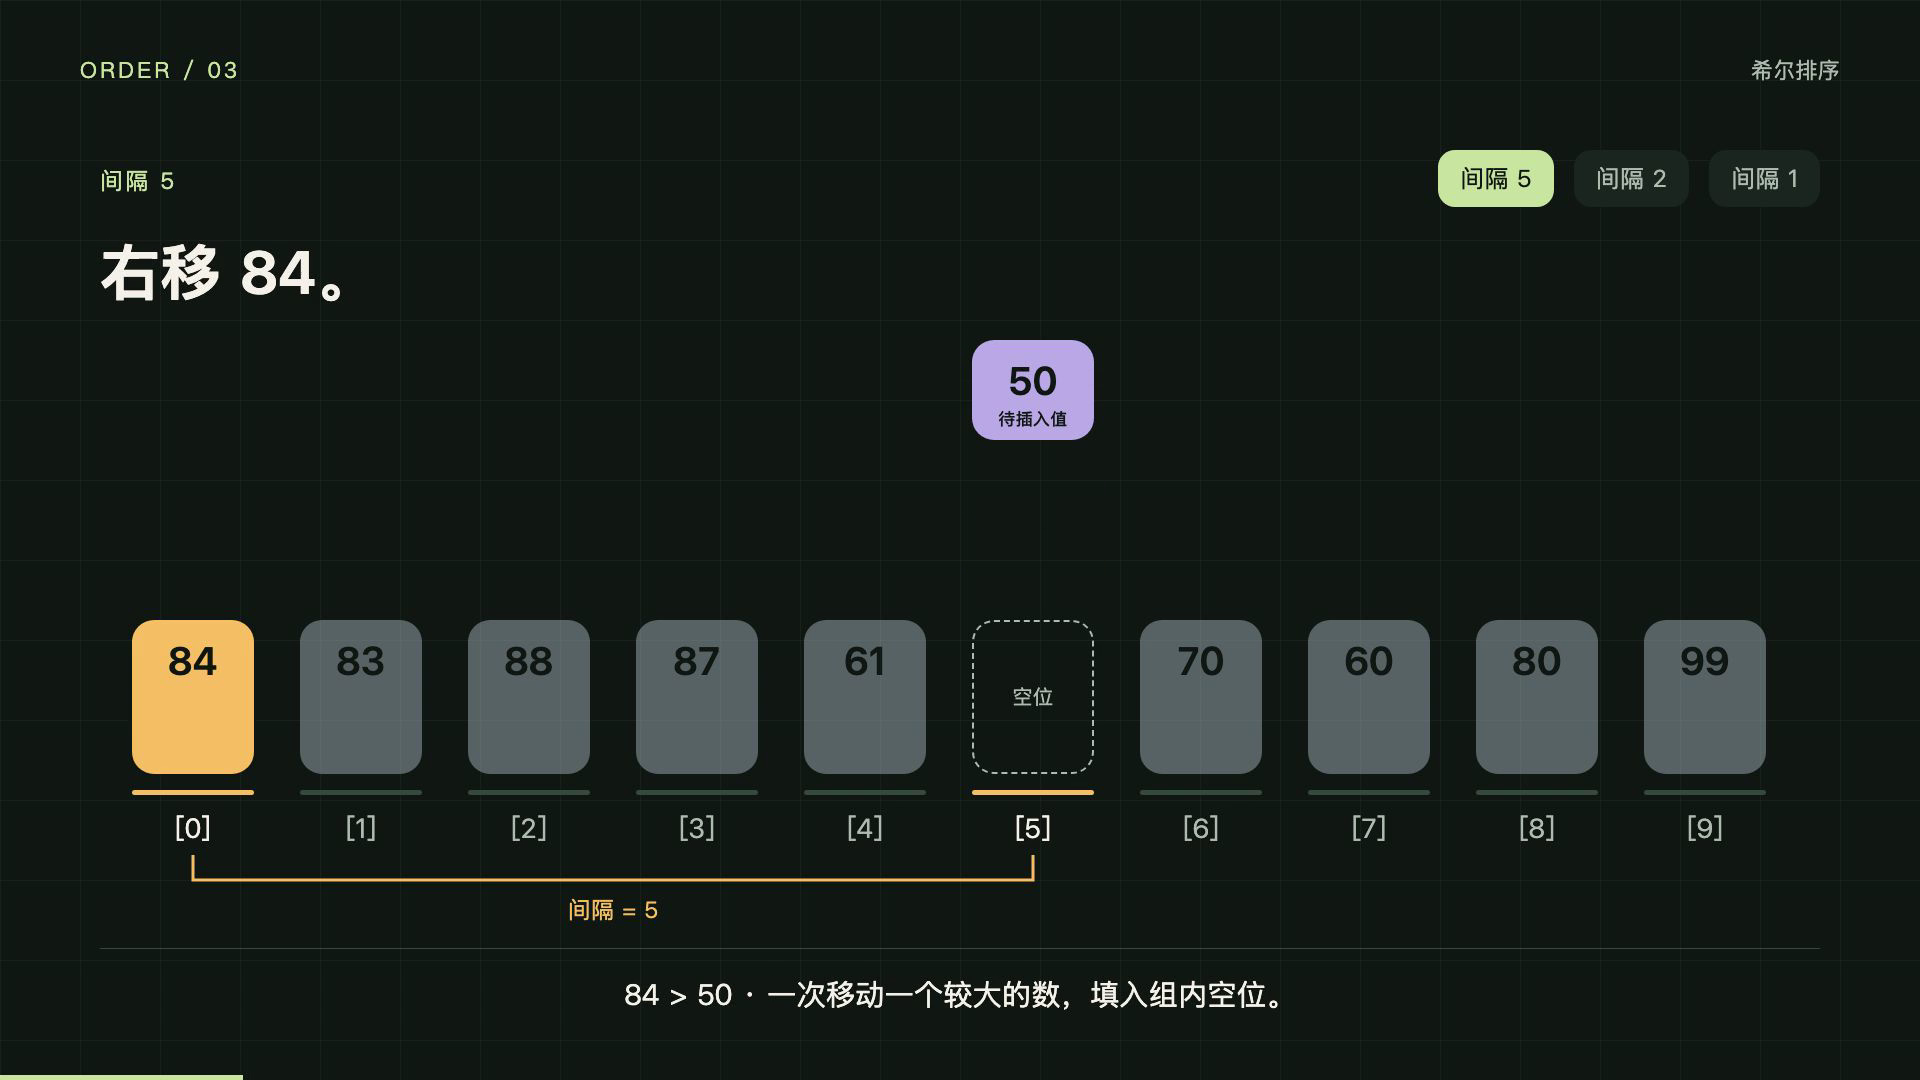 ORDER / 03
希尔排序
间隔 5
间隔 5
间隔 2
间隔 1
右移 84。
50
待插入值
84
83
88
87
61
空位
70
60
80
99
[0]
[1]
[2]
[3]
[4]
[5]
[6]
[7]
[8]
[9]
间隔 = 5
84 > 50 · 一次移动一个较大的数，填入组内空位。